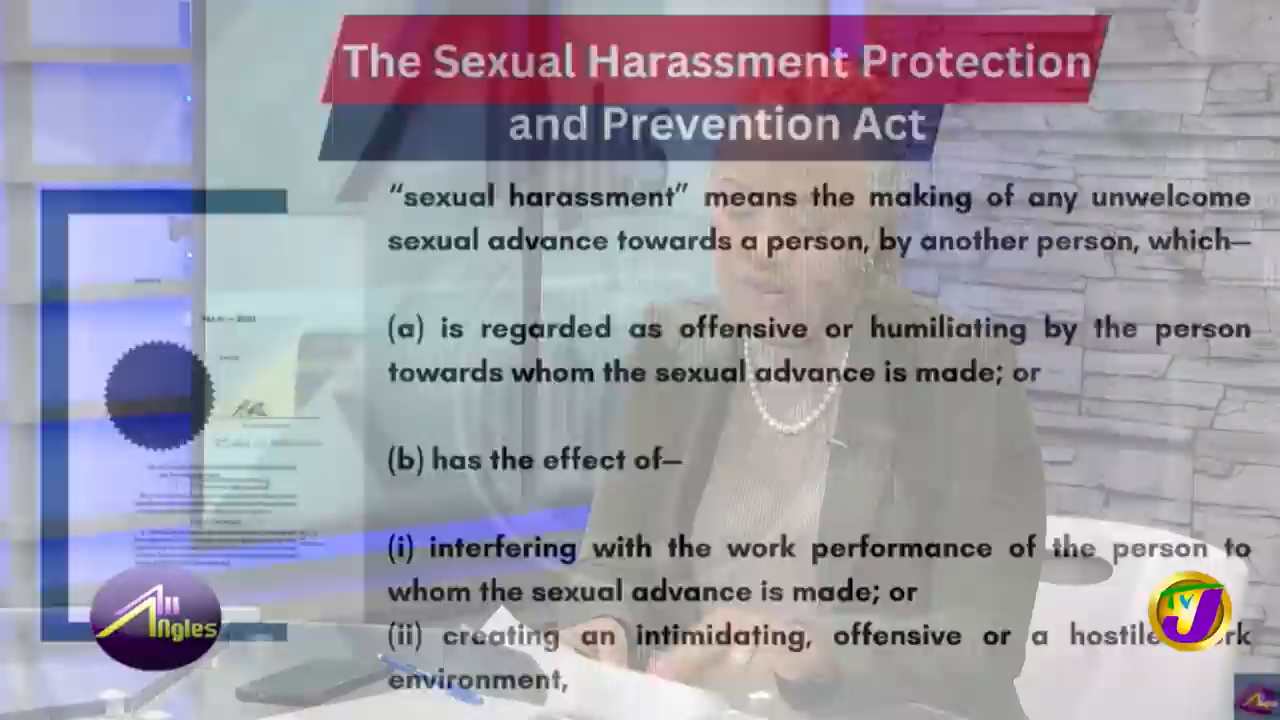 The Sexual Harassment Protection
and Prevention Act
“sexual harassment” means the making of any unwelcome
sexual advance towards a person, by another person, which—
(a) is regarded as offensive or humiliating by the person
towards whom the sexual advance is made; or
(b) has the effect of—
(i) interfering with the work performance of the person to
whom the sexual advance is made; or
(ii) creating an intimidating, offensive or a hostile
environment,
All Angles
TVJ